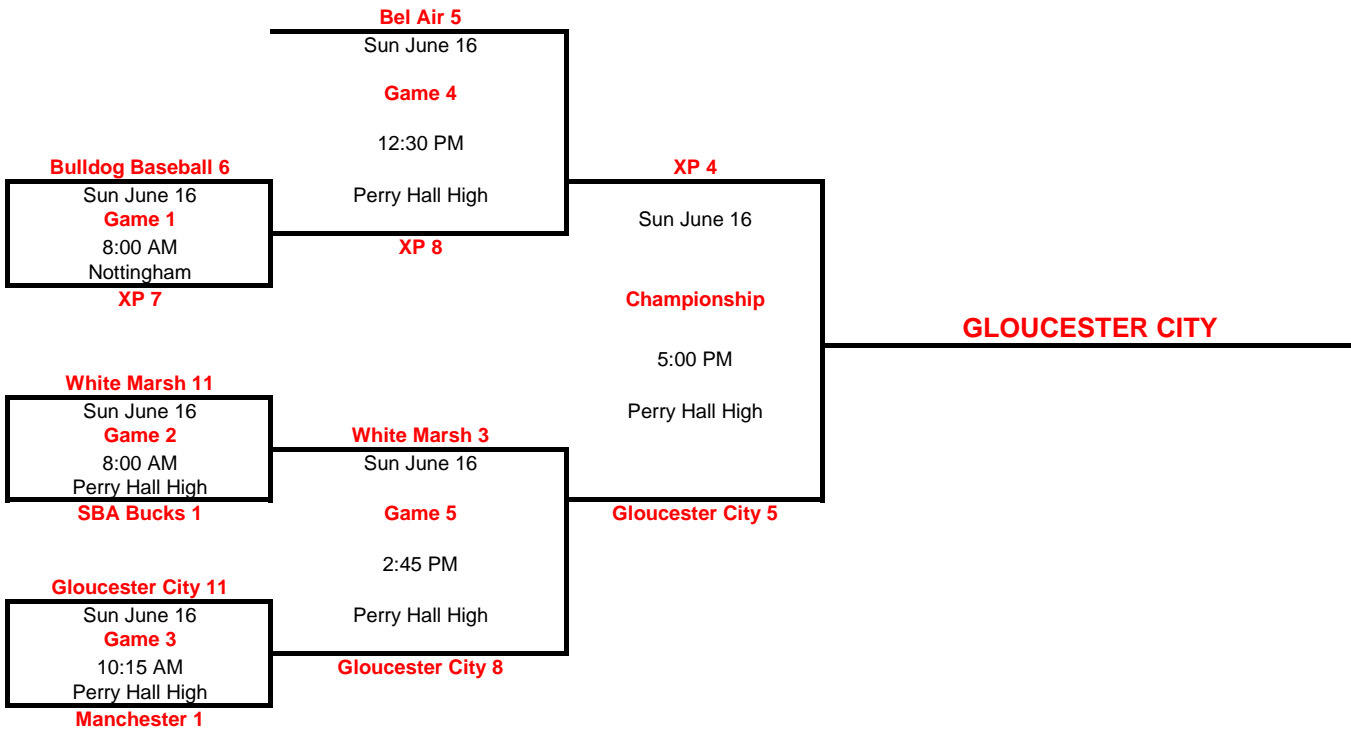 Bel Air 5
Sun June 16
Game 4
12:30 PM
Perry Hall High
XP 8
Bulldog Baseball 6
Sun June 16
Game 1
8:00 AM
Nottingham
XP 7
XP 4
Sun June 16
Championship
5:00 PM
Perry Hall High
Gloucester City 5
GLOUCESTER CITY
White Marsh 11
Sun June 16
Game 2
8:00 AM
Perry Hall High
SBA Bucks 1
White Marsh 3
Sun June 16
Game 5
2:45 PM
Perry Hall High
Gloucester City 8
Gloucester City 11
Sun June 16
Game 3
10:15 AM
Perry Hall High
Manchester 1